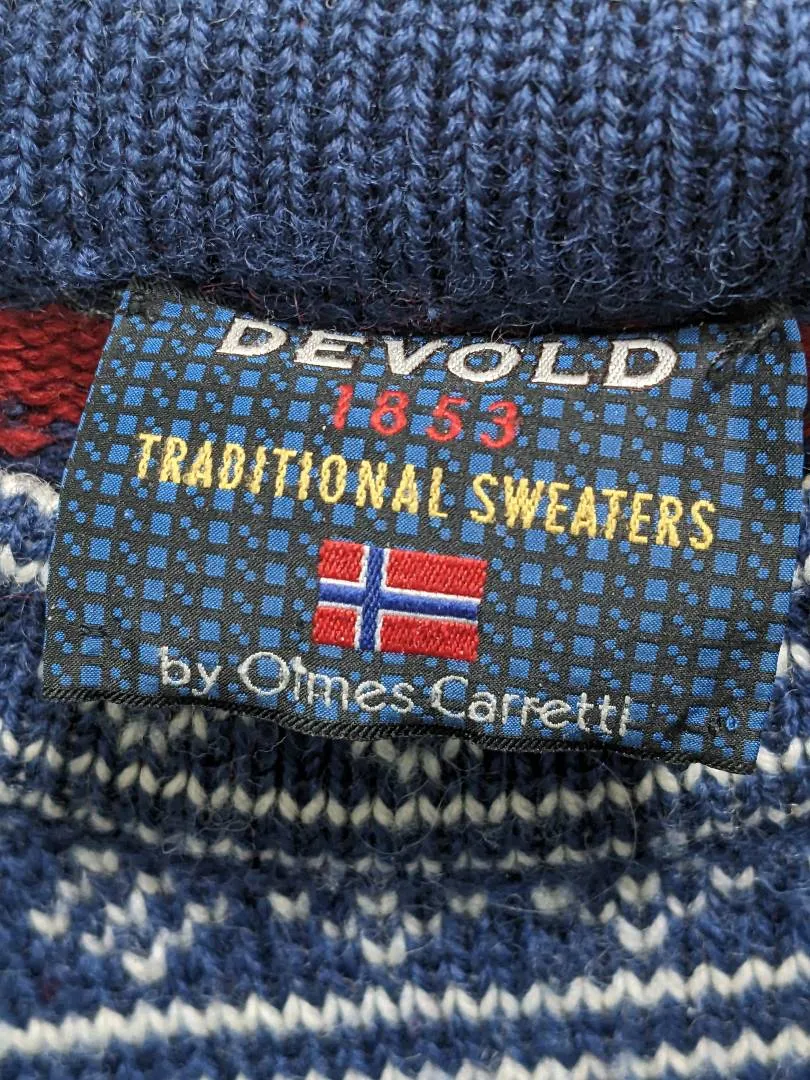 DEVOLD
1853
TRADITIONAL SWEATERS
by Olmes Carretti